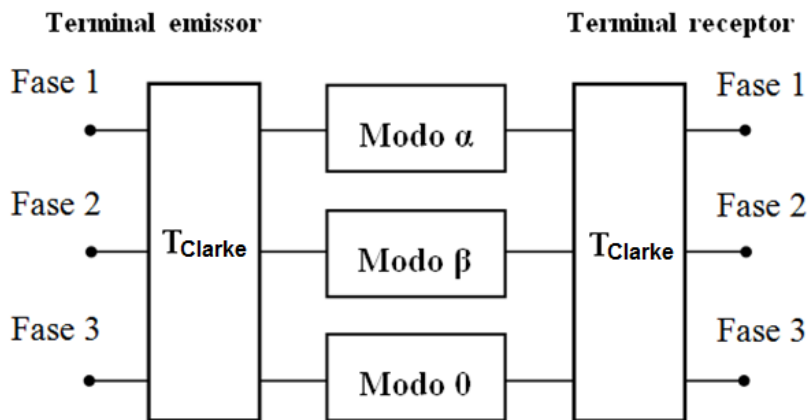 Terminal emissor
Terminal receptor
Fase 1
Fase 1
Modo α
Fase 2
Fase 2
TClarke
TClarke
Modo β
Fase 3
Fase 3
Modo 0